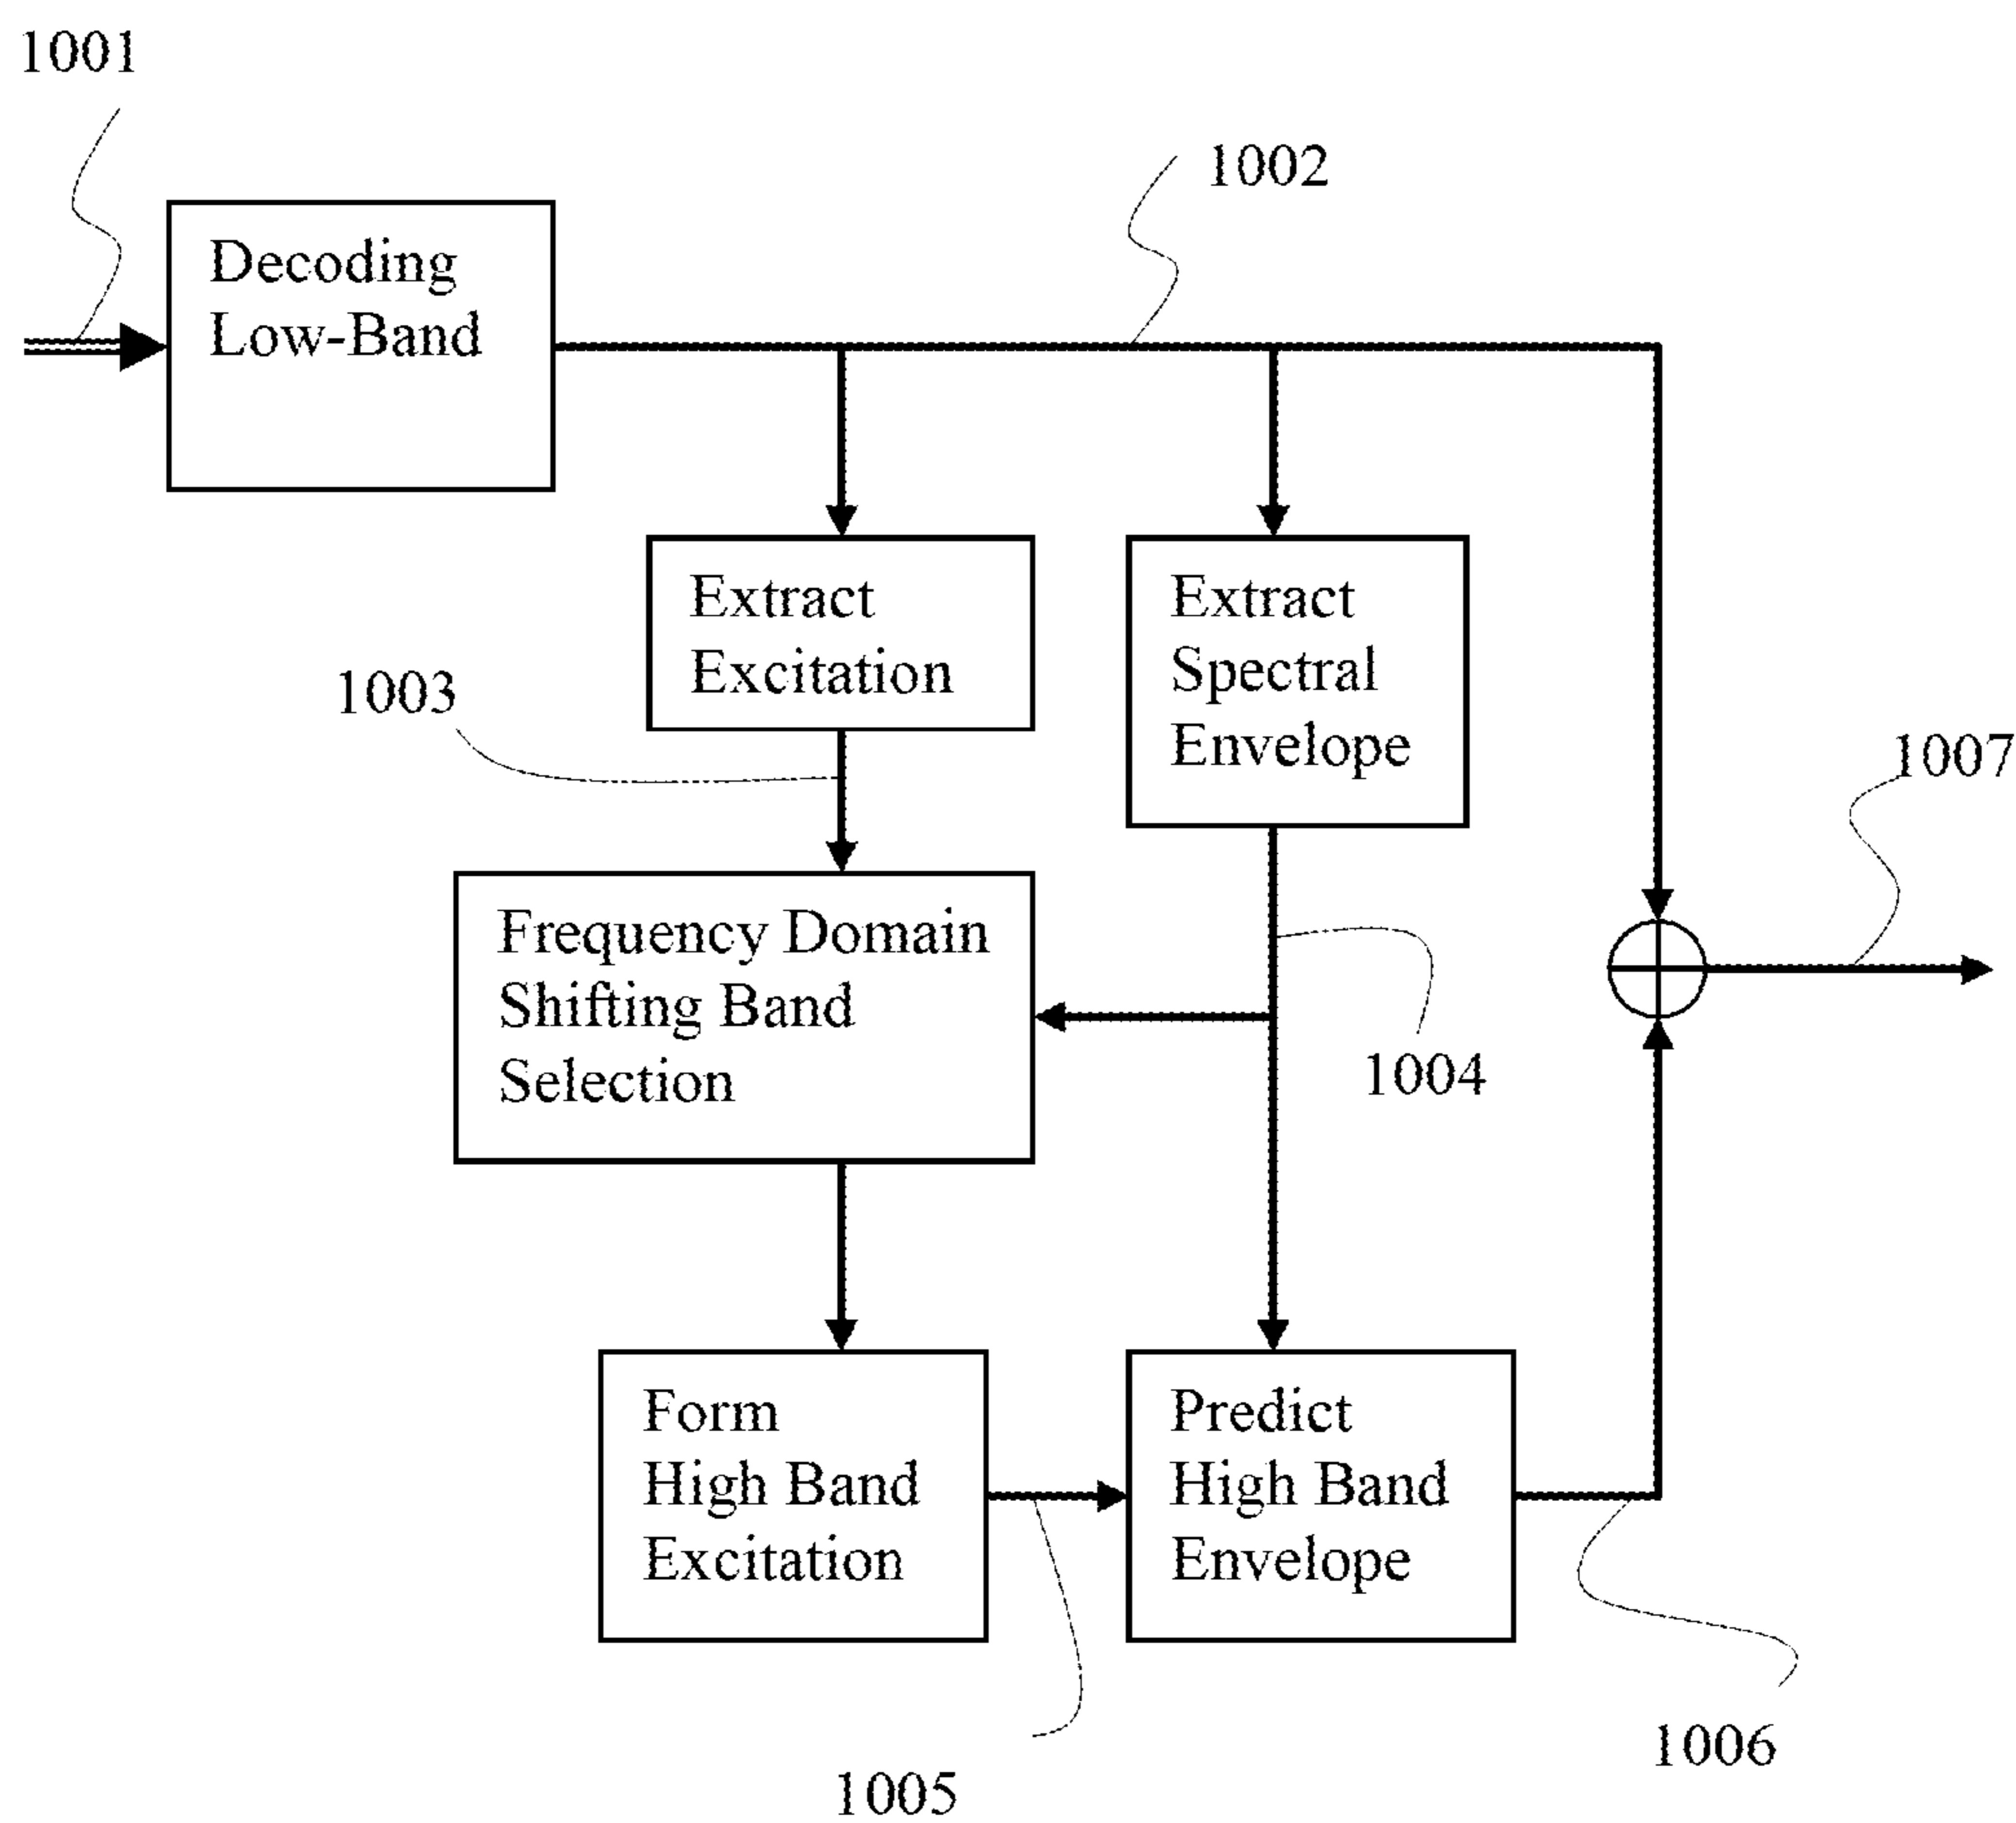 1001
1002
Decoding
Low-Band
Extract
Excitation
Extract
Spectral
Envelope
1003
1007
Frequency Domain
Shifting Band
Selection
1004
Form
High Band
Excitation
Predict
High Band
Envelope
1006
1005